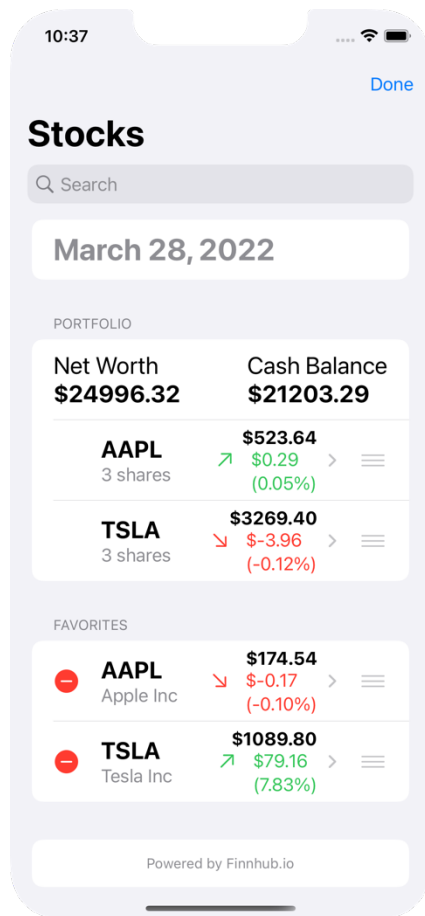 10:37
Done
Stocks
Search
March 28, 2022
PORTFOLIO
Net Worth Cash Balance
$24996.32 $21203.29
$523.64
AAPL $0.29
3 shares (0.05%)
$3269.40
TSLA $-3.96
3 shares (-0.12%)
FAVORITES
$174.54
AAPL $-0.17
Apple Inc (-0.10%)
$1089.80
TSLA $79.16
Tesla Inc (7.83%)
Powered by Finnhub.io